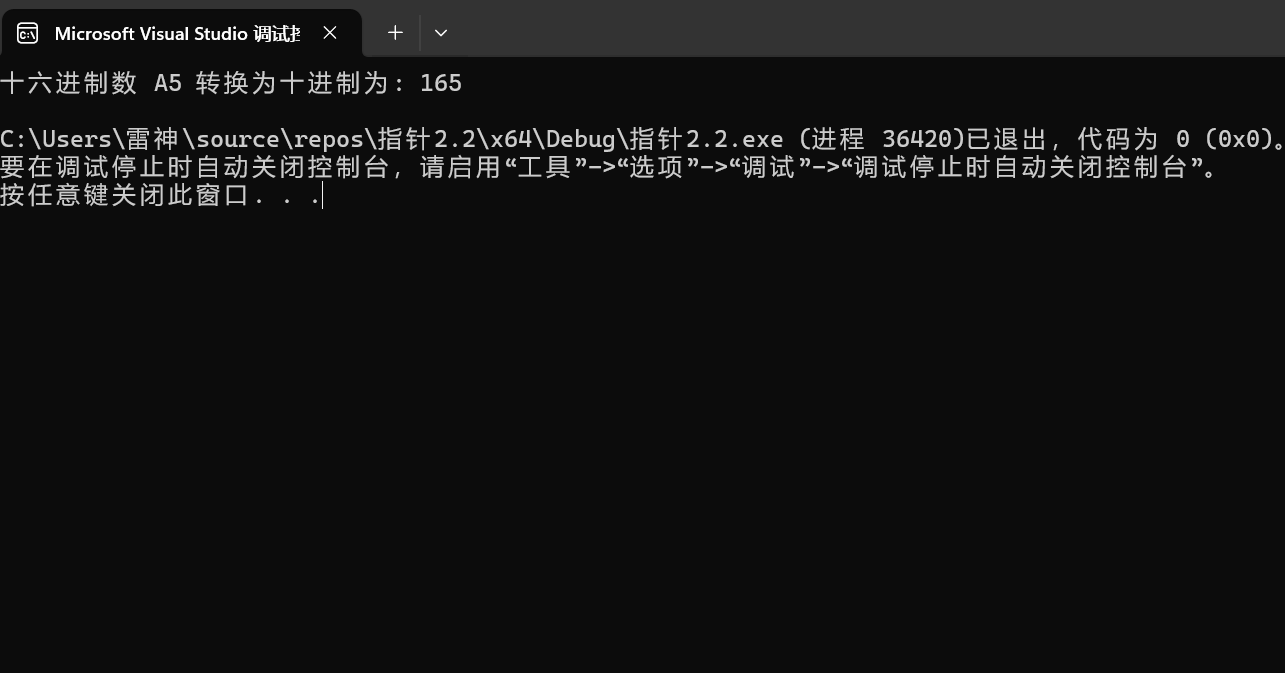 Microsoft Visual Studio 调试
十六进制数 A5 转换为十进制为: 165
C:\Users\雷神\source\repos\指针2.2\x64\Debug\指针2.2.exe (进程 36420)已退出,代码为 0 (0x0)。
要在调试停止时自动关闭控制台,请启用“工具”->“选项”->“调试”->“调试停止时自动关闭控制台”。
按任意键关闭此窗口. . .